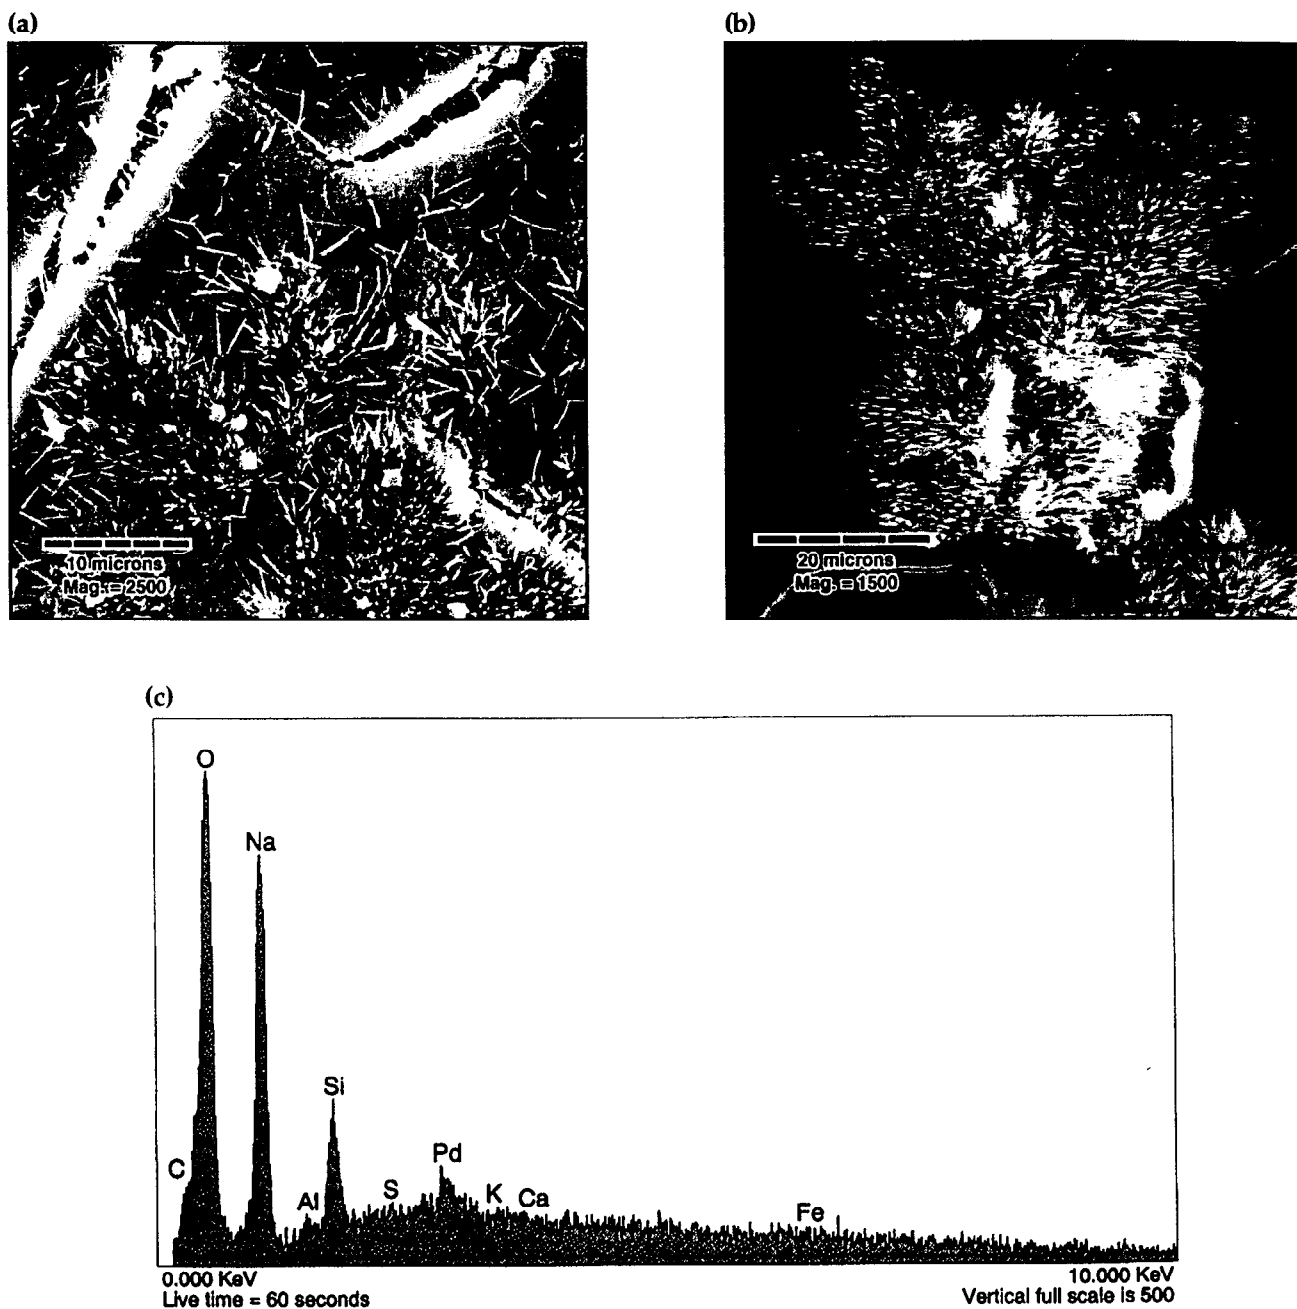 (a)
(b)
10 microns
Mag. = 2500
20 microns
Mag. = 1500
(c)
O
Na
Si
Pd
C
Al
S
K
Ca
Fe
0.000 KeV
10.000 KeV
Live time = 60 seconds
Vertical full scale is 500